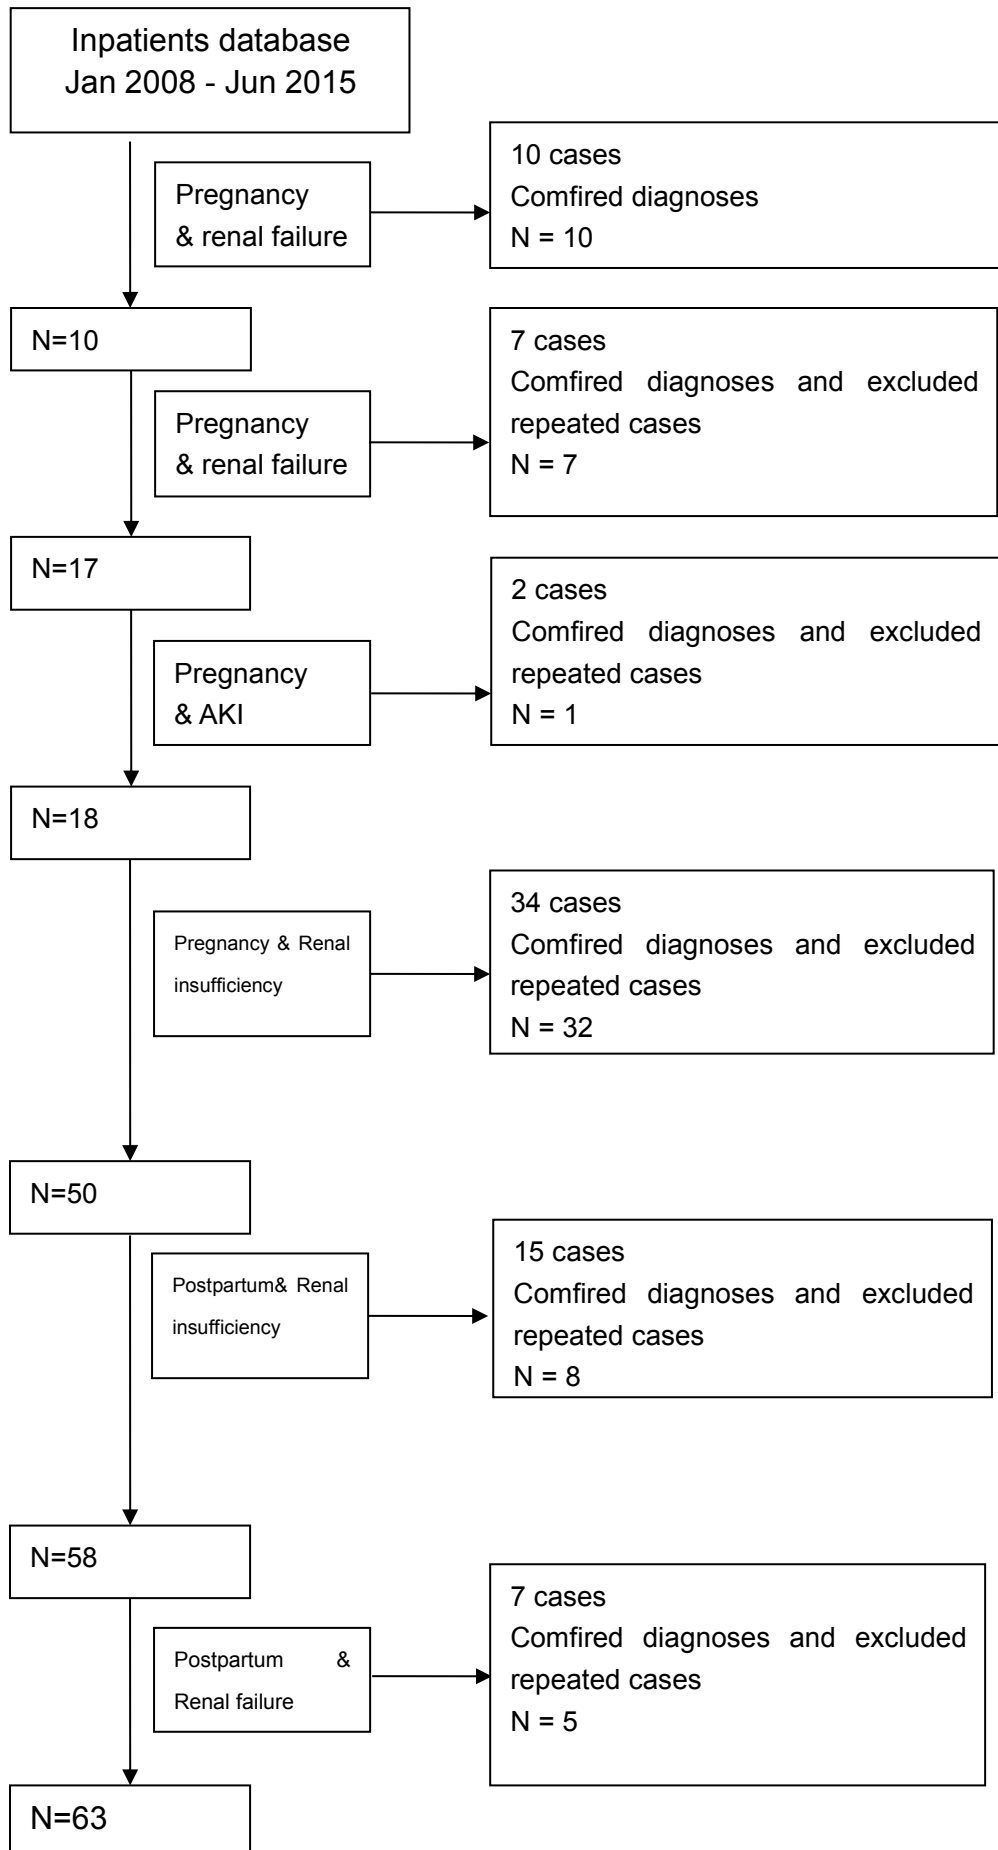 Inpatients database
Jan 2008 - Jun 2015
Pregnancy
& renal failure
10 cases
Comfired diagnoses
N = 10
N=10
Pregnancy
& renal failure
7 cases
Comfired diagnoses and excluded
repeated cases
N = 7
N=17
Pregnancy
& AKI
2 cases
Comfired diagnoses and excluded
repeated cases
N = 1
N=18
Pregnancy & Renal
insufficiency
34 cases
Comfired diagnoses and excluded
repeated cases
N = 32
N=50
Postpartum& Renal
insufficiency
15 cases
Comfired diagnoses and excluded
repeated cases
N = 8
N=58
Postpartum &
Renal failure
7 cases
Comfired diagnoses and excluded
repeated cases
N = 5
N=63